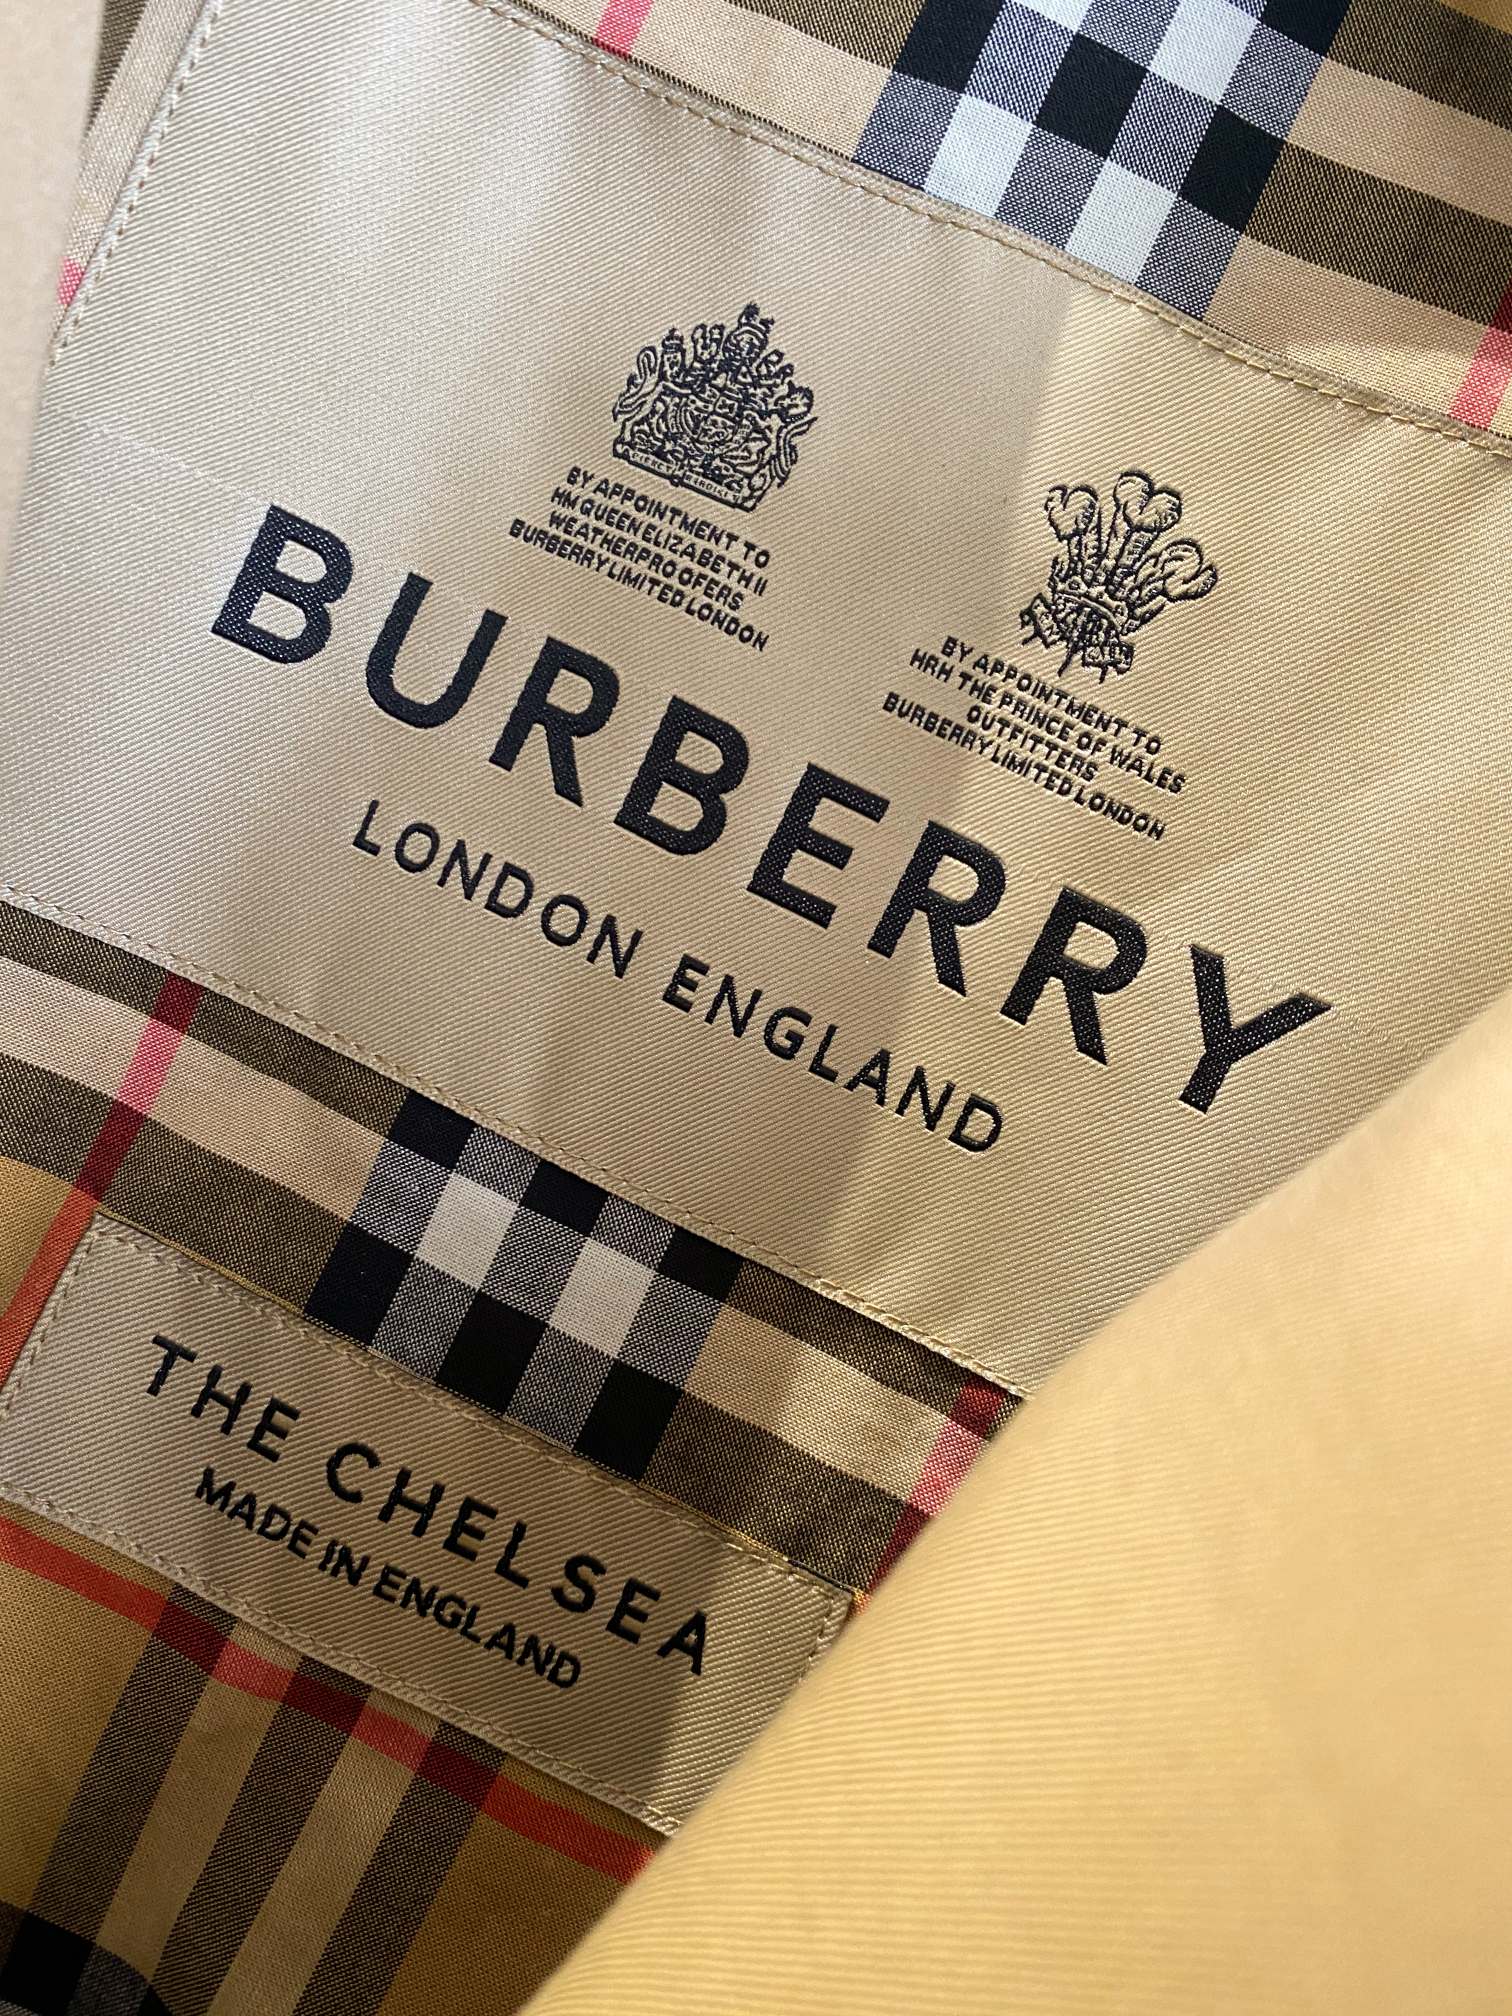 BY APPOINTMENT TO
HM QUEEN ELIZABETH II
WEATHERPROOFERS
BURBERRY LIMITED LONDON
BY APPOINTMENT TO
HRH THE PRINCE OF WALES
OUTFITTERS
BURBERRY LIMITED LONDON
BURBERRY
LONDON ENGLAND
THE CHELSEA
MADE IN ENGLAND